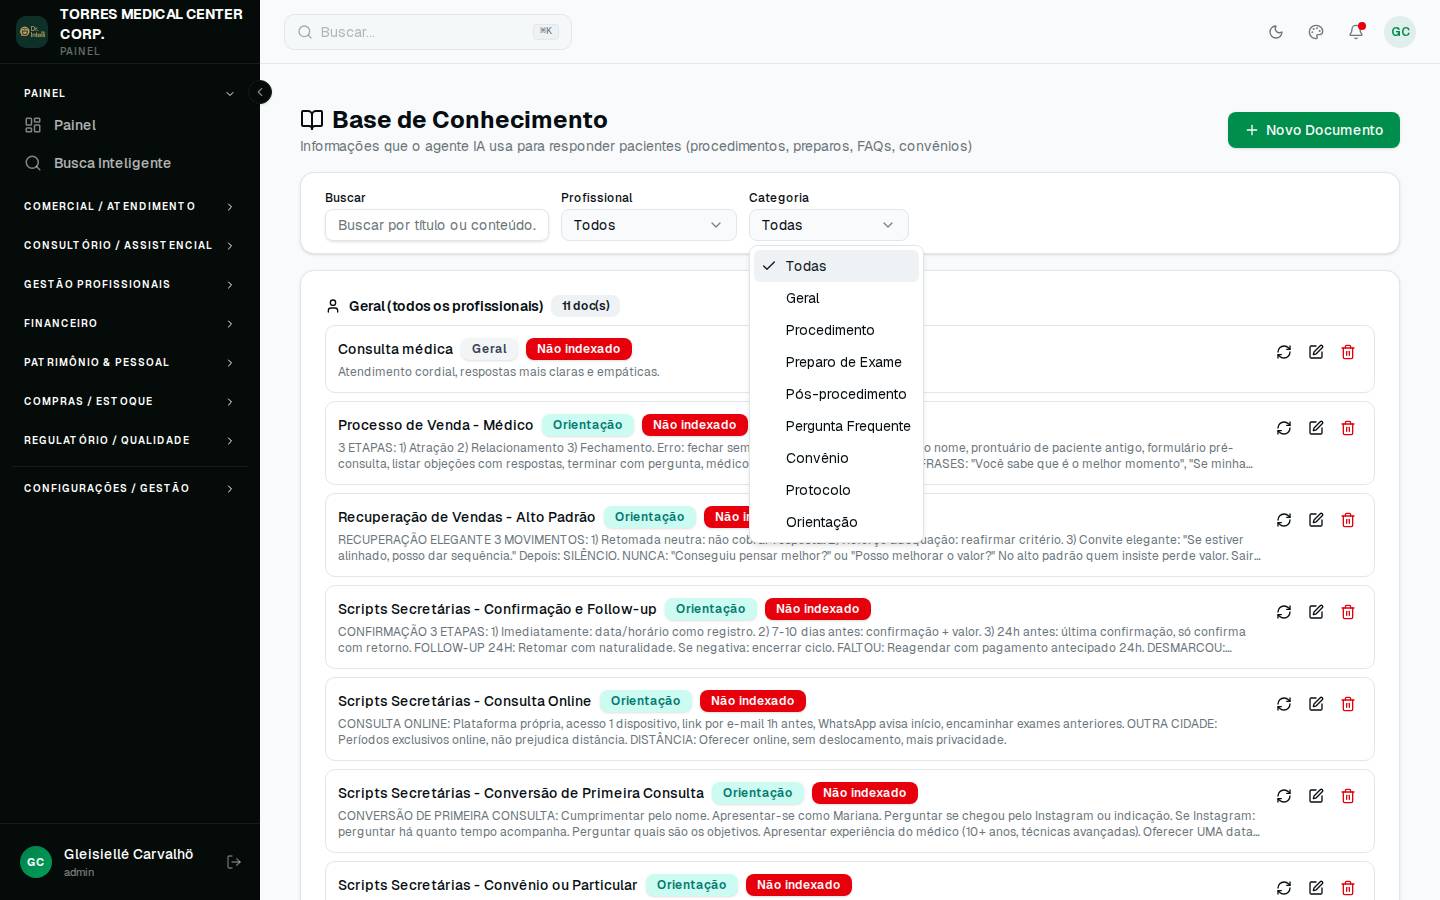 TORRES MEDICAL CENTER
CORP.
PAINEL
Buscar...
⌘K
GC
PAINEL
Painel
Busca Inteligente
COMERCIAL / ATENDIMENTO
CONSULTÓRIO / ASSISTENCIAL
GESTÃO PROFISSIONAIS
FINANCEIRO
PATRIMÔNIO & PESSOAL
COMPRAS / ESTOQUE
REGULATÓRIO / QUALIDADE
CONFIGURAÇÕES / GESTÃO
GC
Gleisiellé Carvalhö
admin
Base de Conhecimento
Informações que o agente IA usa para responder pacientes (procedimentos, preparos, FAQs, convênios)
Novo Documento
Buscar
Buscar por título ou conteúdo.
Profissional
Todos
Categoria
Todas
Todas
Geral
Procedimento
Preparo de Exame
Pós-procedimento
Pergunta Frequente
Convênio
Protocolo
Orientação
Geral (todos os profissionais) 11 doc(s)
Consulta médica Geral Não indexado
Atendimento cordial, respostas mais claras e empáticas.
Processo de Venda - Médico Orientação Não indexado
3 ETAPAS: 1) Atração 2) Relacionamento 3) Fechamento. Erro: fechar sem o nome, prontuário de paciente antigo, formulário pré-
consulta, listar objeções com respostas, terminar com pergunta, médico FRASES: "Você sabe que é o melhor momento", "Se minha...
Recuperação de Vendas - Alto Padrão Orientação Não
RECUPERAÇÃO ELEGANTE 3 MOVIMENTOS: 1) Retomada neutra: não cobrar resposta. 2) Reforço adequação: reafirmar critério. 3) Convite elegante: "Se estiver
alinhado, posso dar sequência." Depois: SILÊNCIO. NUNCA: "Conseguiu pensar melhor?" ou "Posso melhorar o valor?" No alto padrão quem insiste perde valor. Sair...
Scripts Secretárias - Confirmação e Follow-up Orientação Não indexado
CONFIRMAÇÃO 3 ETAPAS: 1) Imediatamente: data/horário como registro. 2) 7-10 dias antes: confirmação + valor. 3) 24h antes: última confirmação, só confirma
com retorno. FOLLOW-UP 24H: Retomar com naturalidade. Se negativa: encerrar ciclo. FALTOU: Reagendar com pagamento antecipado 24h. DESMARCOU:...
Scripts Secretárias - Consulta Online Orientação Não indexado
CONSULTA ONLINE: Plataforma própria, acesso 1 dispositivo, link por e-mail 1h antes, WhatsApp avisa início, encaminhar exames anteriores. OUTRA CIDADE:
Períodos exclusivos online, não prejudica distância. DISTÂNCIA: Oferecer online, sem deslocamento, mais privacidade.
Scripts Secretárias - Conversão de Primeira Consulta Orientação Não indexado
CONVERSÃO DE PRIMEIRA CONSULTA: Cumprimentar pelo nome. Apresentar-se como Mariana. Perguntar se chegou pelo Instagram ou indicação. Se Instagram:
perguntar há quanto tempo acompanha. Perguntar quais são os objetivos. Apresentar experiência do médico (10+ anos, técnicas avançadas). Oferecer UMA data...
Scripts Secretárias - Convênio ou Particular Orientação Não indexado